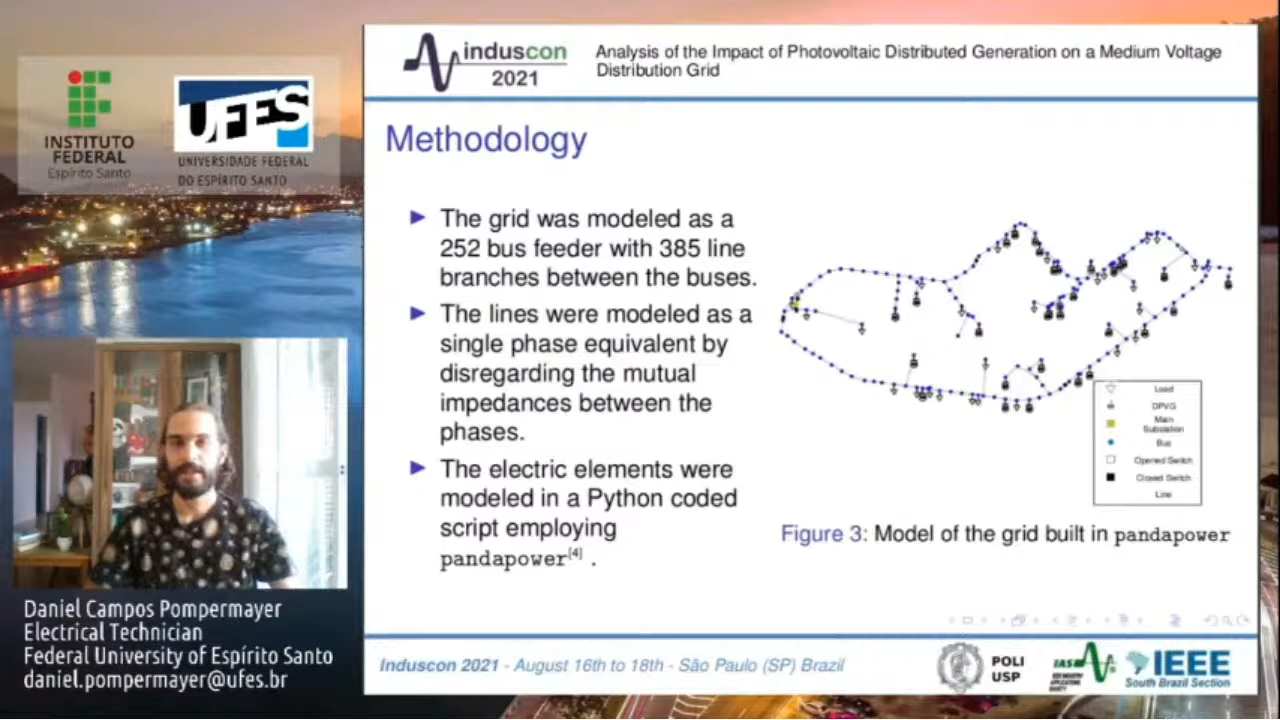 INSTITUTO
FEDERAL
Espírito Santo
UFES
UNIVERSIDADE FEDERAL
DO ESPÍRITO SANTO
Daniel Campos Pompermayer
Electrical Technician
Federal University of Espírito Santo
daniel.pompermayer@ufes.br
induscon
2021
Analysis of the Impact of Photovoltaic Distributed Generation on a Medium Voltage
Distribution Grid
Methodology
The grid was modeled as a
252 bus feeder with 385 line
branches between the buses.
The lines were modeled as a
single phase equivalent by
disregarding the mutual
impedances between the
phases.
The electric elements were
modeled in a Python coded
script employing
pandapower[4] .
Load
DPVG
Main
Substation
Bus
Opened Switch
Closed Switch
Line
Figure 3: Model of the grid built in pandapower
Induscon 2021 - August 16th to 18th - São Paulo (SP) Brazil
POLI
USP
IAS
IEEE
South Brazil Section